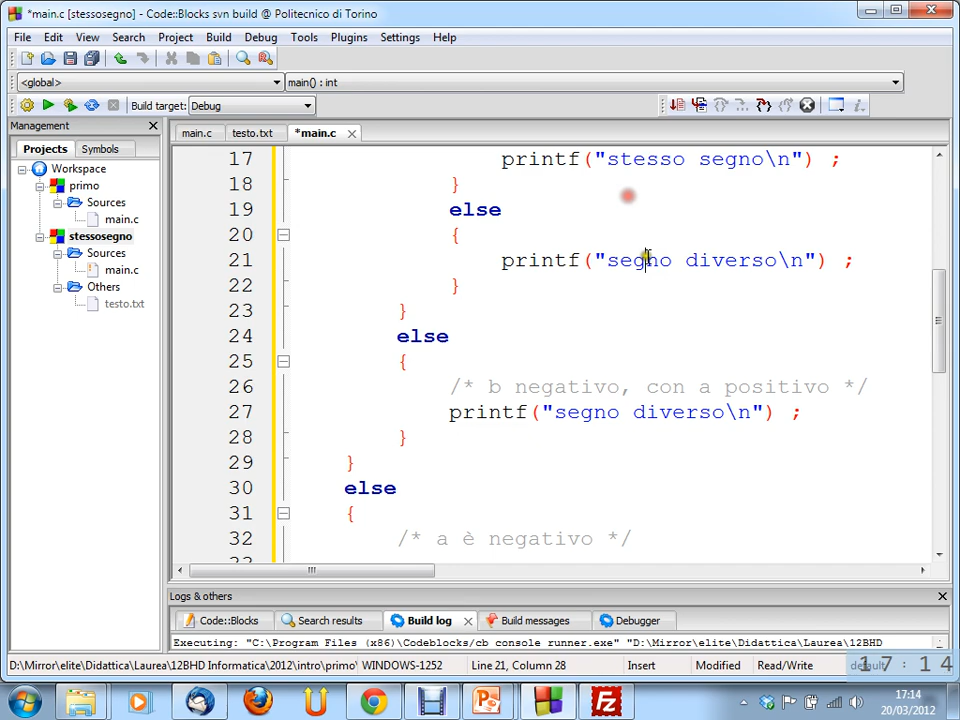 *main.c [stessosegno] - Code::Blocks svn build @ Politecnico di Torino
File Edit View Search Project Build Debug Tools Plugins Settings Help
<global> main() : int
Build target: Debug
Management
Projects Symbols
Workspace
primo
Sources
main.c
stessosegno
Sources
main.c
Others
testo.txt
main.c testo.txt *main.c
17 printf("stesso segno\n") ;
18 }
19 else
20 {
21 printf("segno diverso\n") ;
22 }
23 }
24 else
25 {
26 /* b negativo, con a positivo */
27 printf("segno diverso\n") ;
28 }
29 }
30 else
31 {
32 /* a è negativo */
Logs & others
Code::Blocks Search results Build log Build messages Debugger
Executing: "C:\Program Files (x86)\Codeblocks/cb_console_runner.exe" "D:\Mirror\elite\Didattica\Laurea\12BHD
D:\Mirror\elite\Didattica\Laurea\12BHD Informatica\2012\intro\primo\ WINDOWS-1252 Line 21, Column 28 Insert Modified Read/Write default
17:14
17:14
20/03/2012